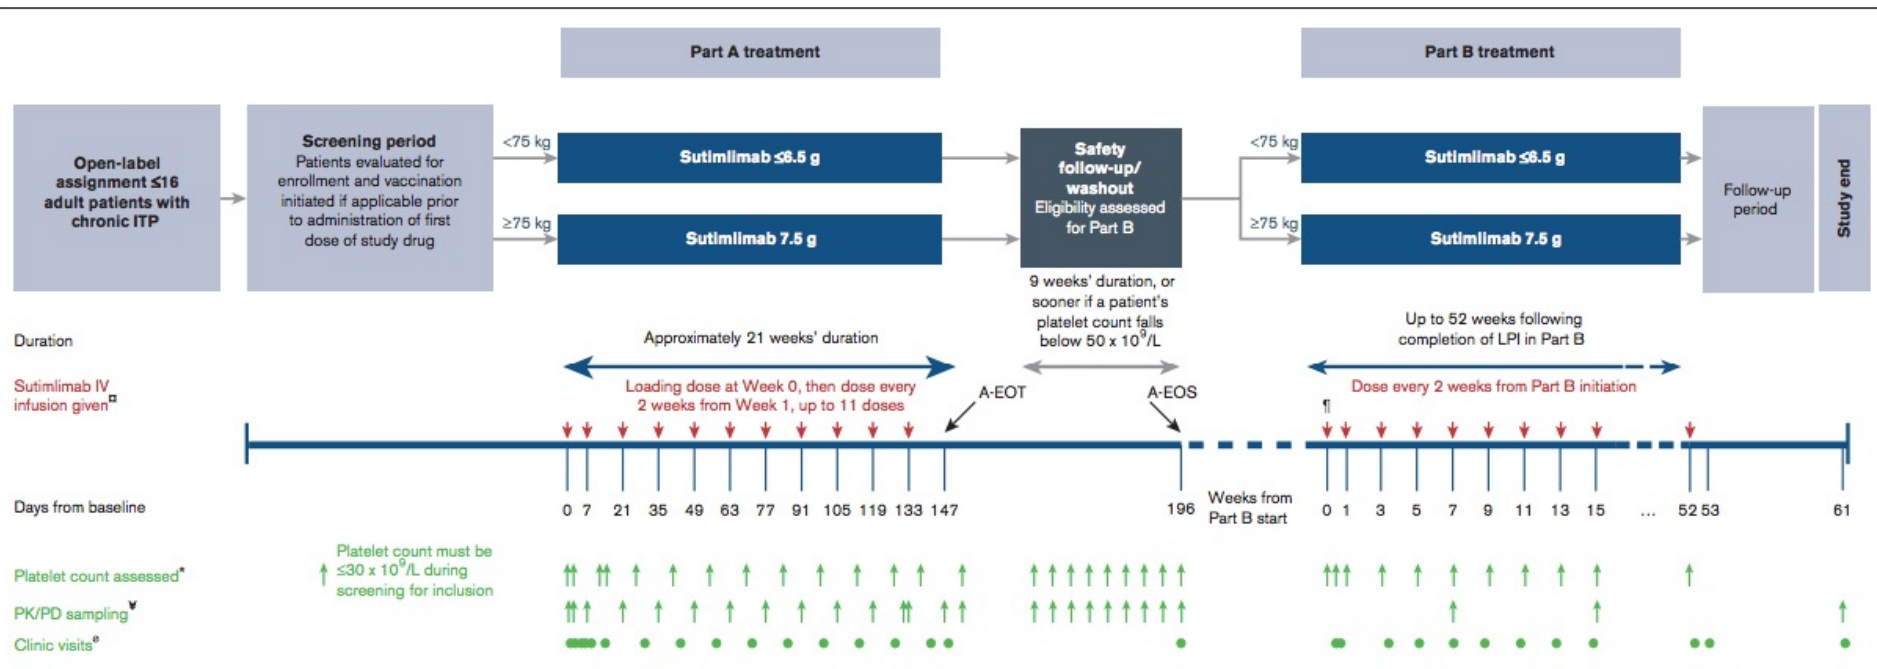 Part A treatment
Part B treatment
Open-label
assignment ≤16
adult patients with
chronic ITP
Screening period
Patients evaluated for
enrollment and vaccination
initiated if applicable prior
to administration of first
dose of study drug
<75 kg
≥75 kg
Sutimlimab ≤6.5 g
Sutimlimab 7.5 g
Safety
follow-up/
washout
Eligibility assessed
for Part B
<75 kg
≥75 kg
Sutimlimab ≤6.5 g
Sutimlimab 7.5 g
Follow-up
period
Study end
Duration
Approximately 21 weeks' duration
9 weeks' duration, or
sooner if a patient's
platelet count falls
below 50 x 10⁹/L
Up to 52 weeks following
completion of LPI in Part B
Sutimlimab IV
infusion given¤
Loading dose at Week 0, then dose every
2 weeks from Week 1, up to 11 doses
A-EOT
A-EOS
Dose every 2 weeks from Part B initiation
¶
Days from baseline
0 7 21 35 49 63 77 91 105 119 133 147
196
Weeks from
Part B start
0 1 3 5 7 9 11 13 15 ... 52 53 61
Platelet count assessed*
Platelet count must be
≤30 x 10⁹/L during
screening for inclusion
PK/PD sampling¥
Clinic visitsø